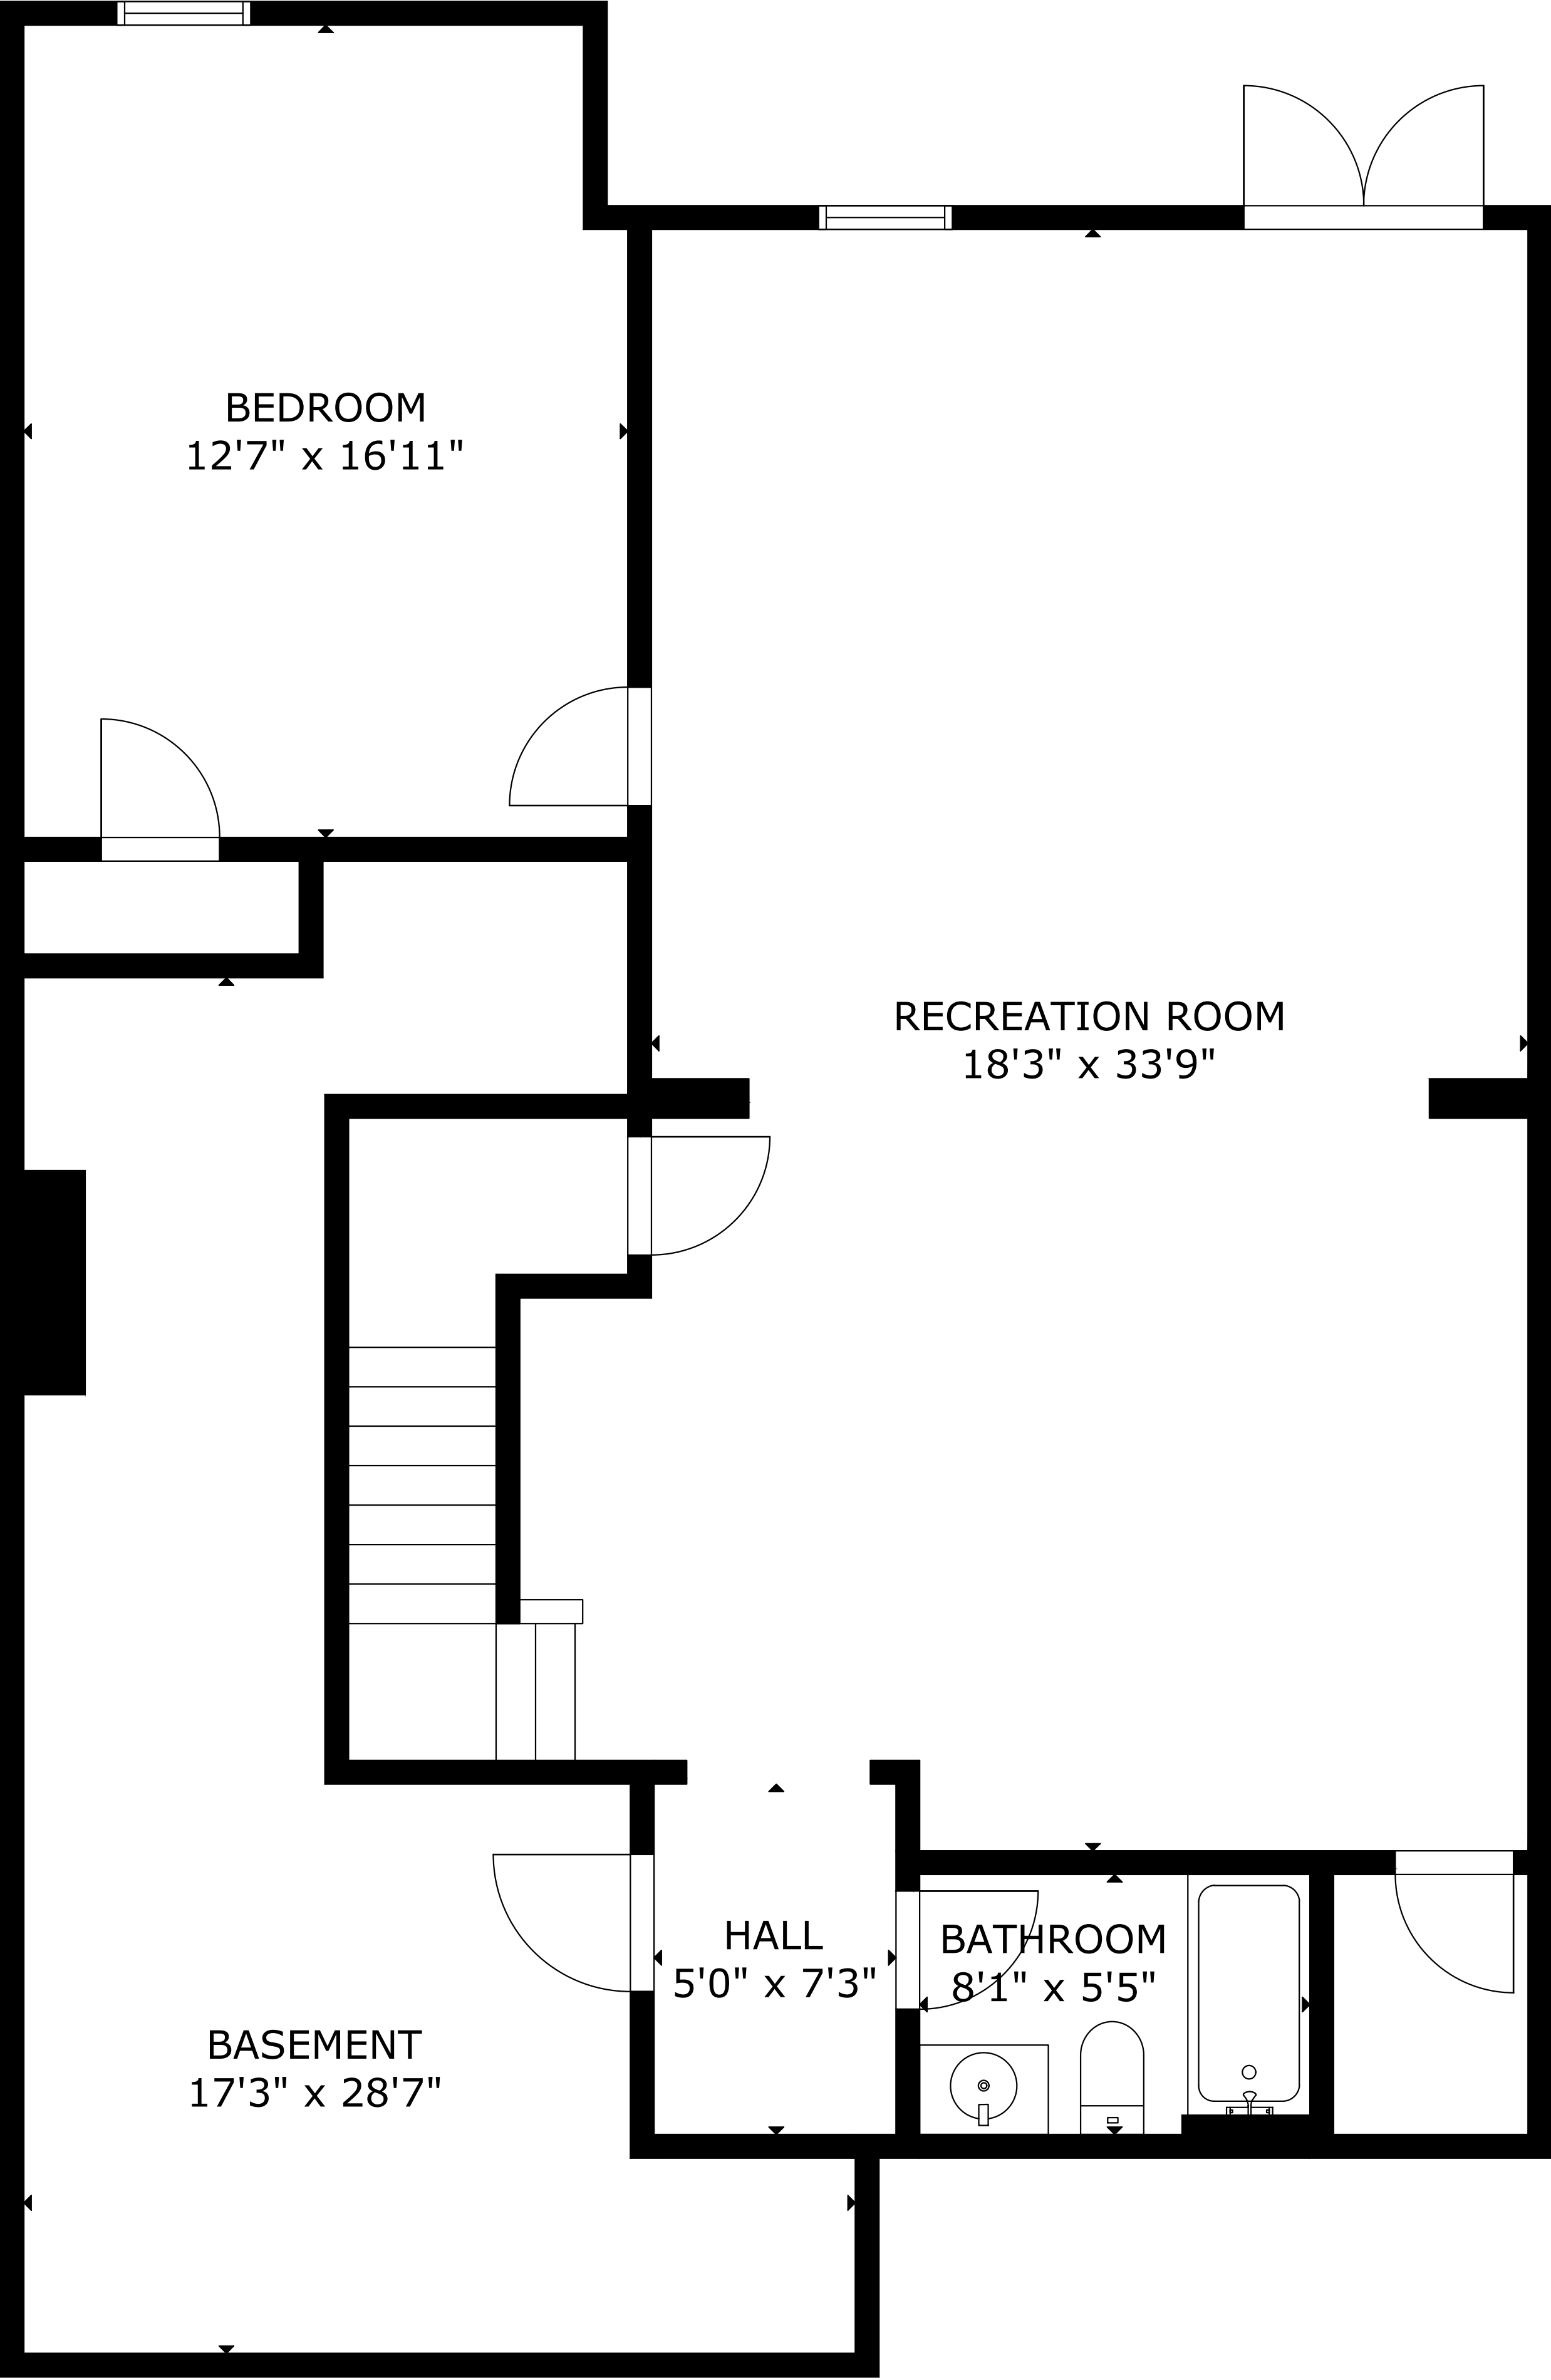 BEDROOM
12'7" x 16'11"
RECREATION ROOM
18'3" x 33'9"
HALL
5'0" x 7'3"
BATHROOM
8'1" x 5'5"
BASEMENT
17'3" x 28'7"